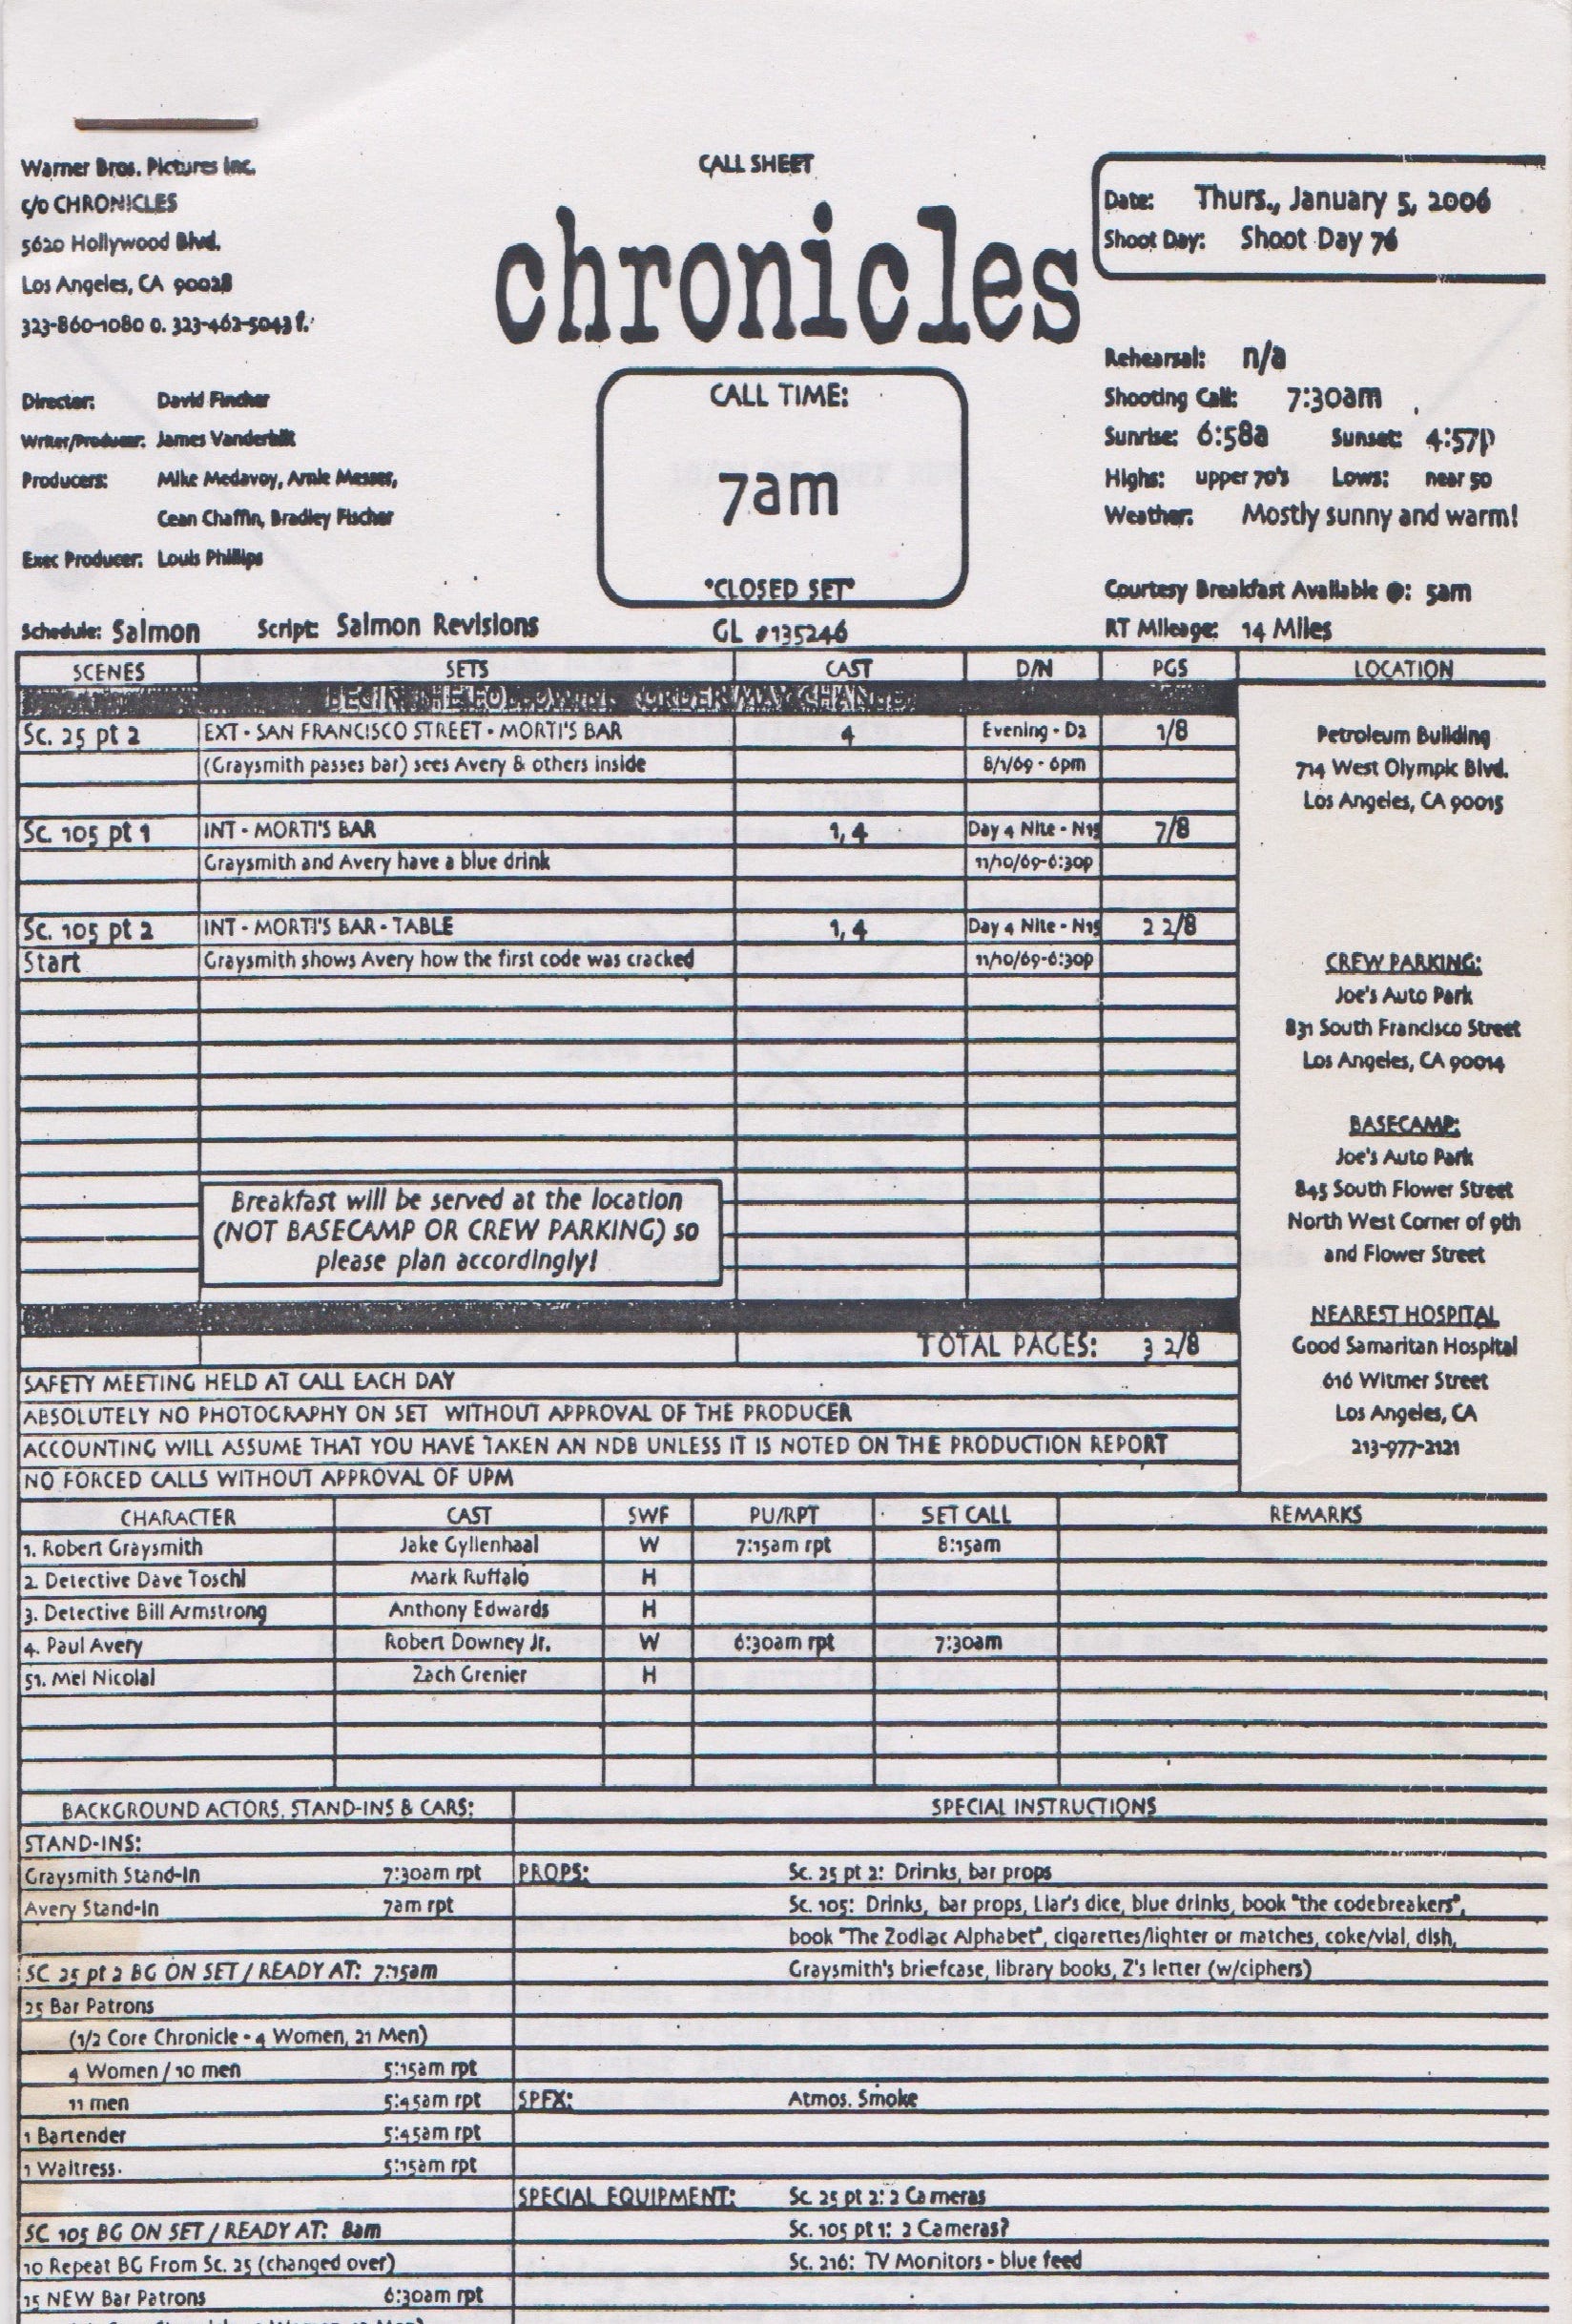 Warner Bros. Pictures Inc.
c/o CHRONICLES
5620 Hollywood Blvd.
Los Angeles, CA 90028
323-860-1080 o. 323-462-5043 f.
CALL SHEET
chronicles
Date: Thurs., January 5, 2006
Shoot Day: Shoot Day 76
Director: David Fincher
Writer/Producer: James Vanderbilt
Producers: Mike Medavoy, Arnie Messer,
Cean Chaffin, Bradley Fischer
Exec Producer: Louis Phillips
CALL TIME:
7am
*CLOSED SET*
Rehearsal: n/a
Shooting Call: 7:30am
Sunrise: 6:58a Sunset: 4:57p
Highs: upper 70's Lows: near 50
Weather: Mostly sunny and warm!
Courtesy Breakfast Available @: 5am
Schedule: Salmon Script: Salmon Revisions GL #135246 RT Mileage: 14 Miles
SCENES SETS CAST D/N PGS LOCATION
BEGIN THE FOLLOWING (ORDER MAY CHANGE)
Sc. 25 pt 2 EXT - SAN FRANCISCO STREET - MORTI'S BAR 4 Evening - D2 1/8
(Graysmith passes bar) sees Avery & others inside 8/1/69 - 6pm
Sc. 105 pt 1 INT - MORTI'S BAR 1, 4 Day 4 Nite - N15 7/8
Graysmith and Avery have a blue drink 11/10/69-6:30p
Sc. 105 pt 2 INT - MORTI'S BAR - TABLE 1, 4 Day 4 Nite - N15 2 2/8
Start Graysmith shows Avery how the first code was cracked 11/10/69-6:30p
Breakfast will be served at the location
(NOT BASECAMP OR CREW PARKING) so
please plan accordingly!
TOTAL PAGES: 3 2/8
Petroleum Building
714 West Olympic Blvd.
Los Angeles, CA 90015
CREW PARKING:
Joe's Auto Park
831 South Francisco Street
Los Angeles, CA 90014
BASECAMP:
Joe's Auto Park
845 South Flower Street
North West Corner of 9th
and Flower Street
NEAREST HOSPITAL
Good Samaritan Hospital
616 Witmer Street
Los Angeles, CA
213-977-2121
SAFETY MEETING HELD AT CALL EACH DAY
ABSOLUTELY NO PHOTOGRAPHY ON SET WITHOUT APPROVAL OF THE PRODUCER
ACCOUNTING WILL ASSUME THAT YOU HAVE TAKEN AN NDB UNLESS IT IS NOTED ON THE PRODUCTION REPORT
NO FORCED CALLS WITHOUT APPROVAL OF UPM
CHARACTER CAST SWF PU/RPT SET CALL REMARKS
1. Robert Graysmith Jake Gyllenhaal W 7:15am rpt 8:15am
2. Detective Dave Toschi Mark Ruffalo H
3. Detective Bill Armstrong Anthony Edwards H
4. Paul Avery Robert Downey Jr. W 6:30am rpt 7:30am
51. Mel Nicolai Zach Grenier H
BACKGROUND ACTORS, STAND-INS & CARS: SPECIAL INSTRUCTIONS
STAND-INS:
Graysmith Stand-In 7:30am rpt PROPS: Sc. 25 pt 2: Drinks, bar props
Avery Stand-In 7am rpt Sc. 105: Drinks, bar props, Liar's dice, blue drinks, book "the codebreakers",
book "The Zodiac Alphabet", cigarettes/lighter or matches, coke/vial, dish,
SC 25 pt 2 BG ON SET / READY AT: 7:15am Graysmith's briefcase, library books, Z's letter (w/ciphers)
25 Bar Patrons
(1/2 Core Chronicle - 4 Women, 21 Men)
4 Women / 10 men 5:15am rpt
11 men 5:45am rpt SPFX: Atmos. Smoke
1 Bartender 5:45am rpt
1 Waitress. 5:15am rpt
SPECIAL EQUIPMENT: Sc. 25 pt 2: 2 Cameras
SC 105 BG ON SET / READY AT: 8am Sc. 105 pt 1: 2 Cameras?
10 Repeat BG From Sc. 25 (changed over) Sc. 216: TV Monitors - blue feed
15 NEW Bar Patrons 6:30am rpt